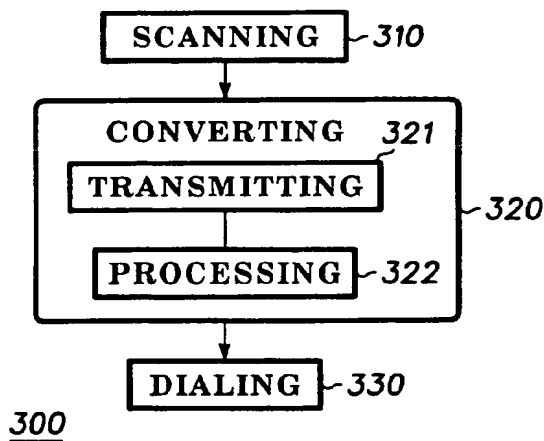 SCANNING 310
CONVERTING
321
TRANSMITTING
320
PROCESSING 322
DIALING 330
300